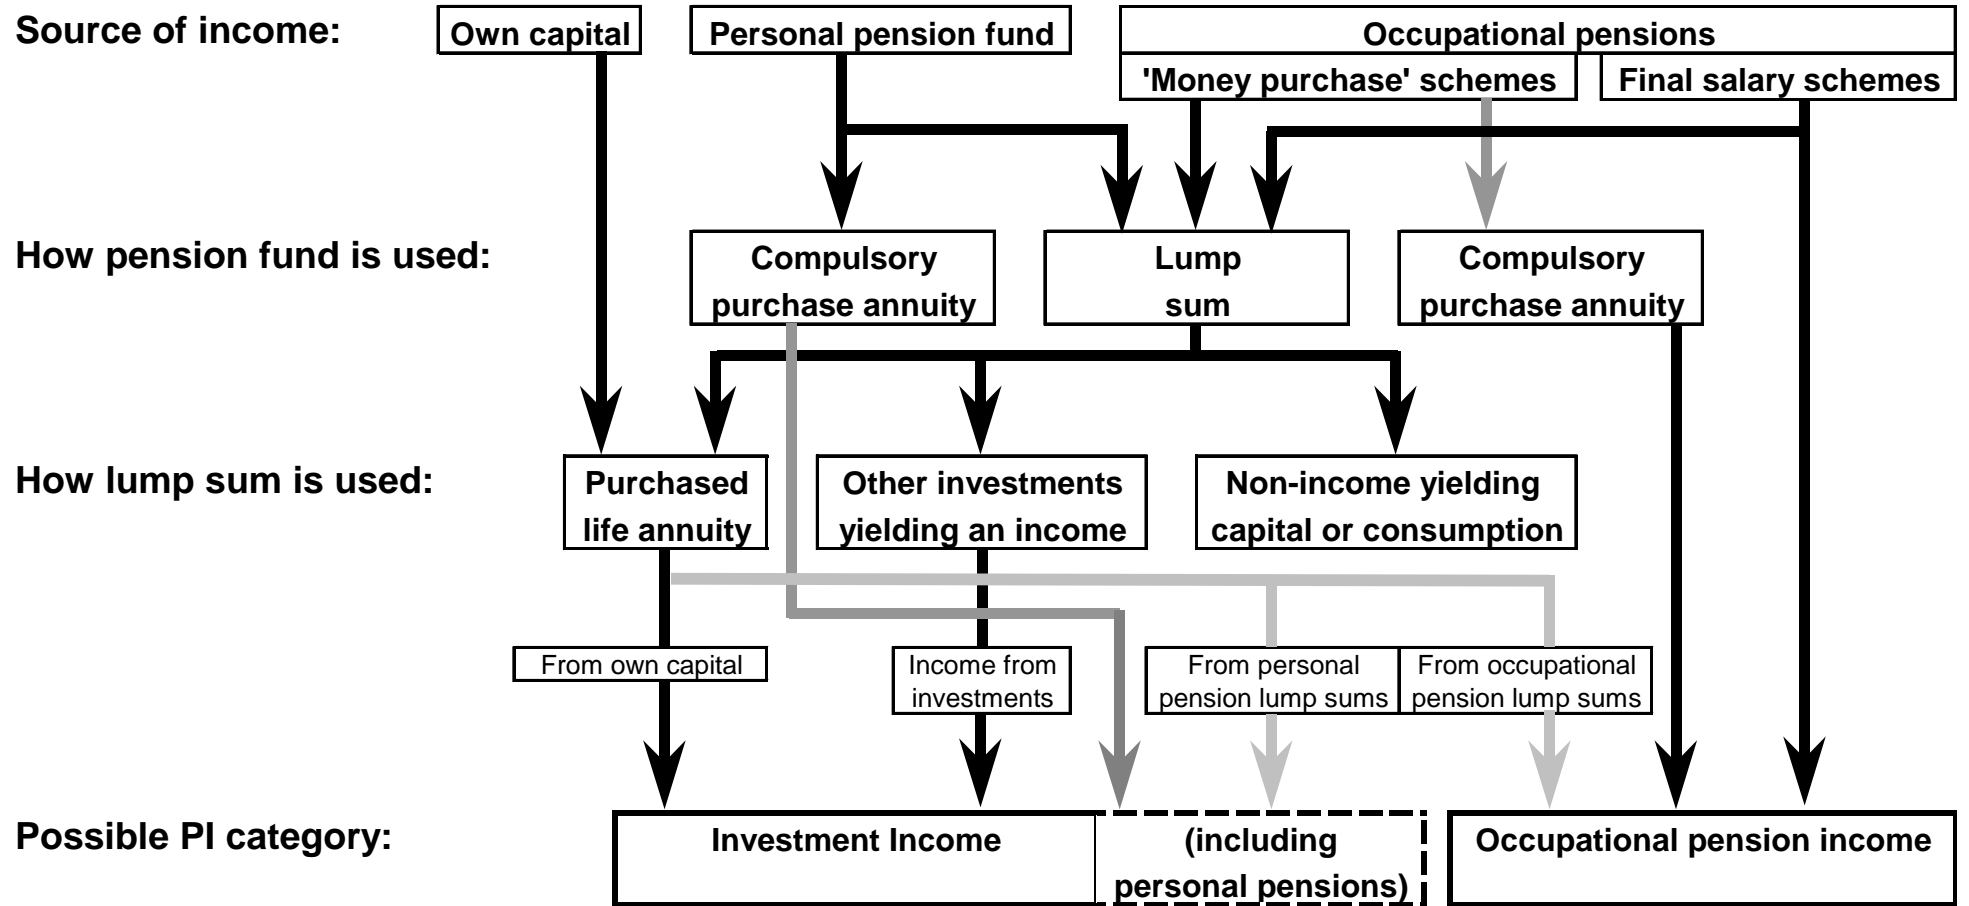 Source of income:
Own capital
Personal pension fund
Occupational pensions
'Money purchase' schemes
Final salary schemes
How pension fund is used:
Compulsory
purchase annuity
Lump
sum
Compulsory
purchase annuity
How lump sum is used:
Purchased
life annuity
Other investments
yielding an income
Non-income yielding
capital or consumption
From own capital
Income from
investments
From personal
pension lump sums
From occupational
pension lump sums
Possible PI category:
Investment Income
(including
personal pensions)
Occupational pension income